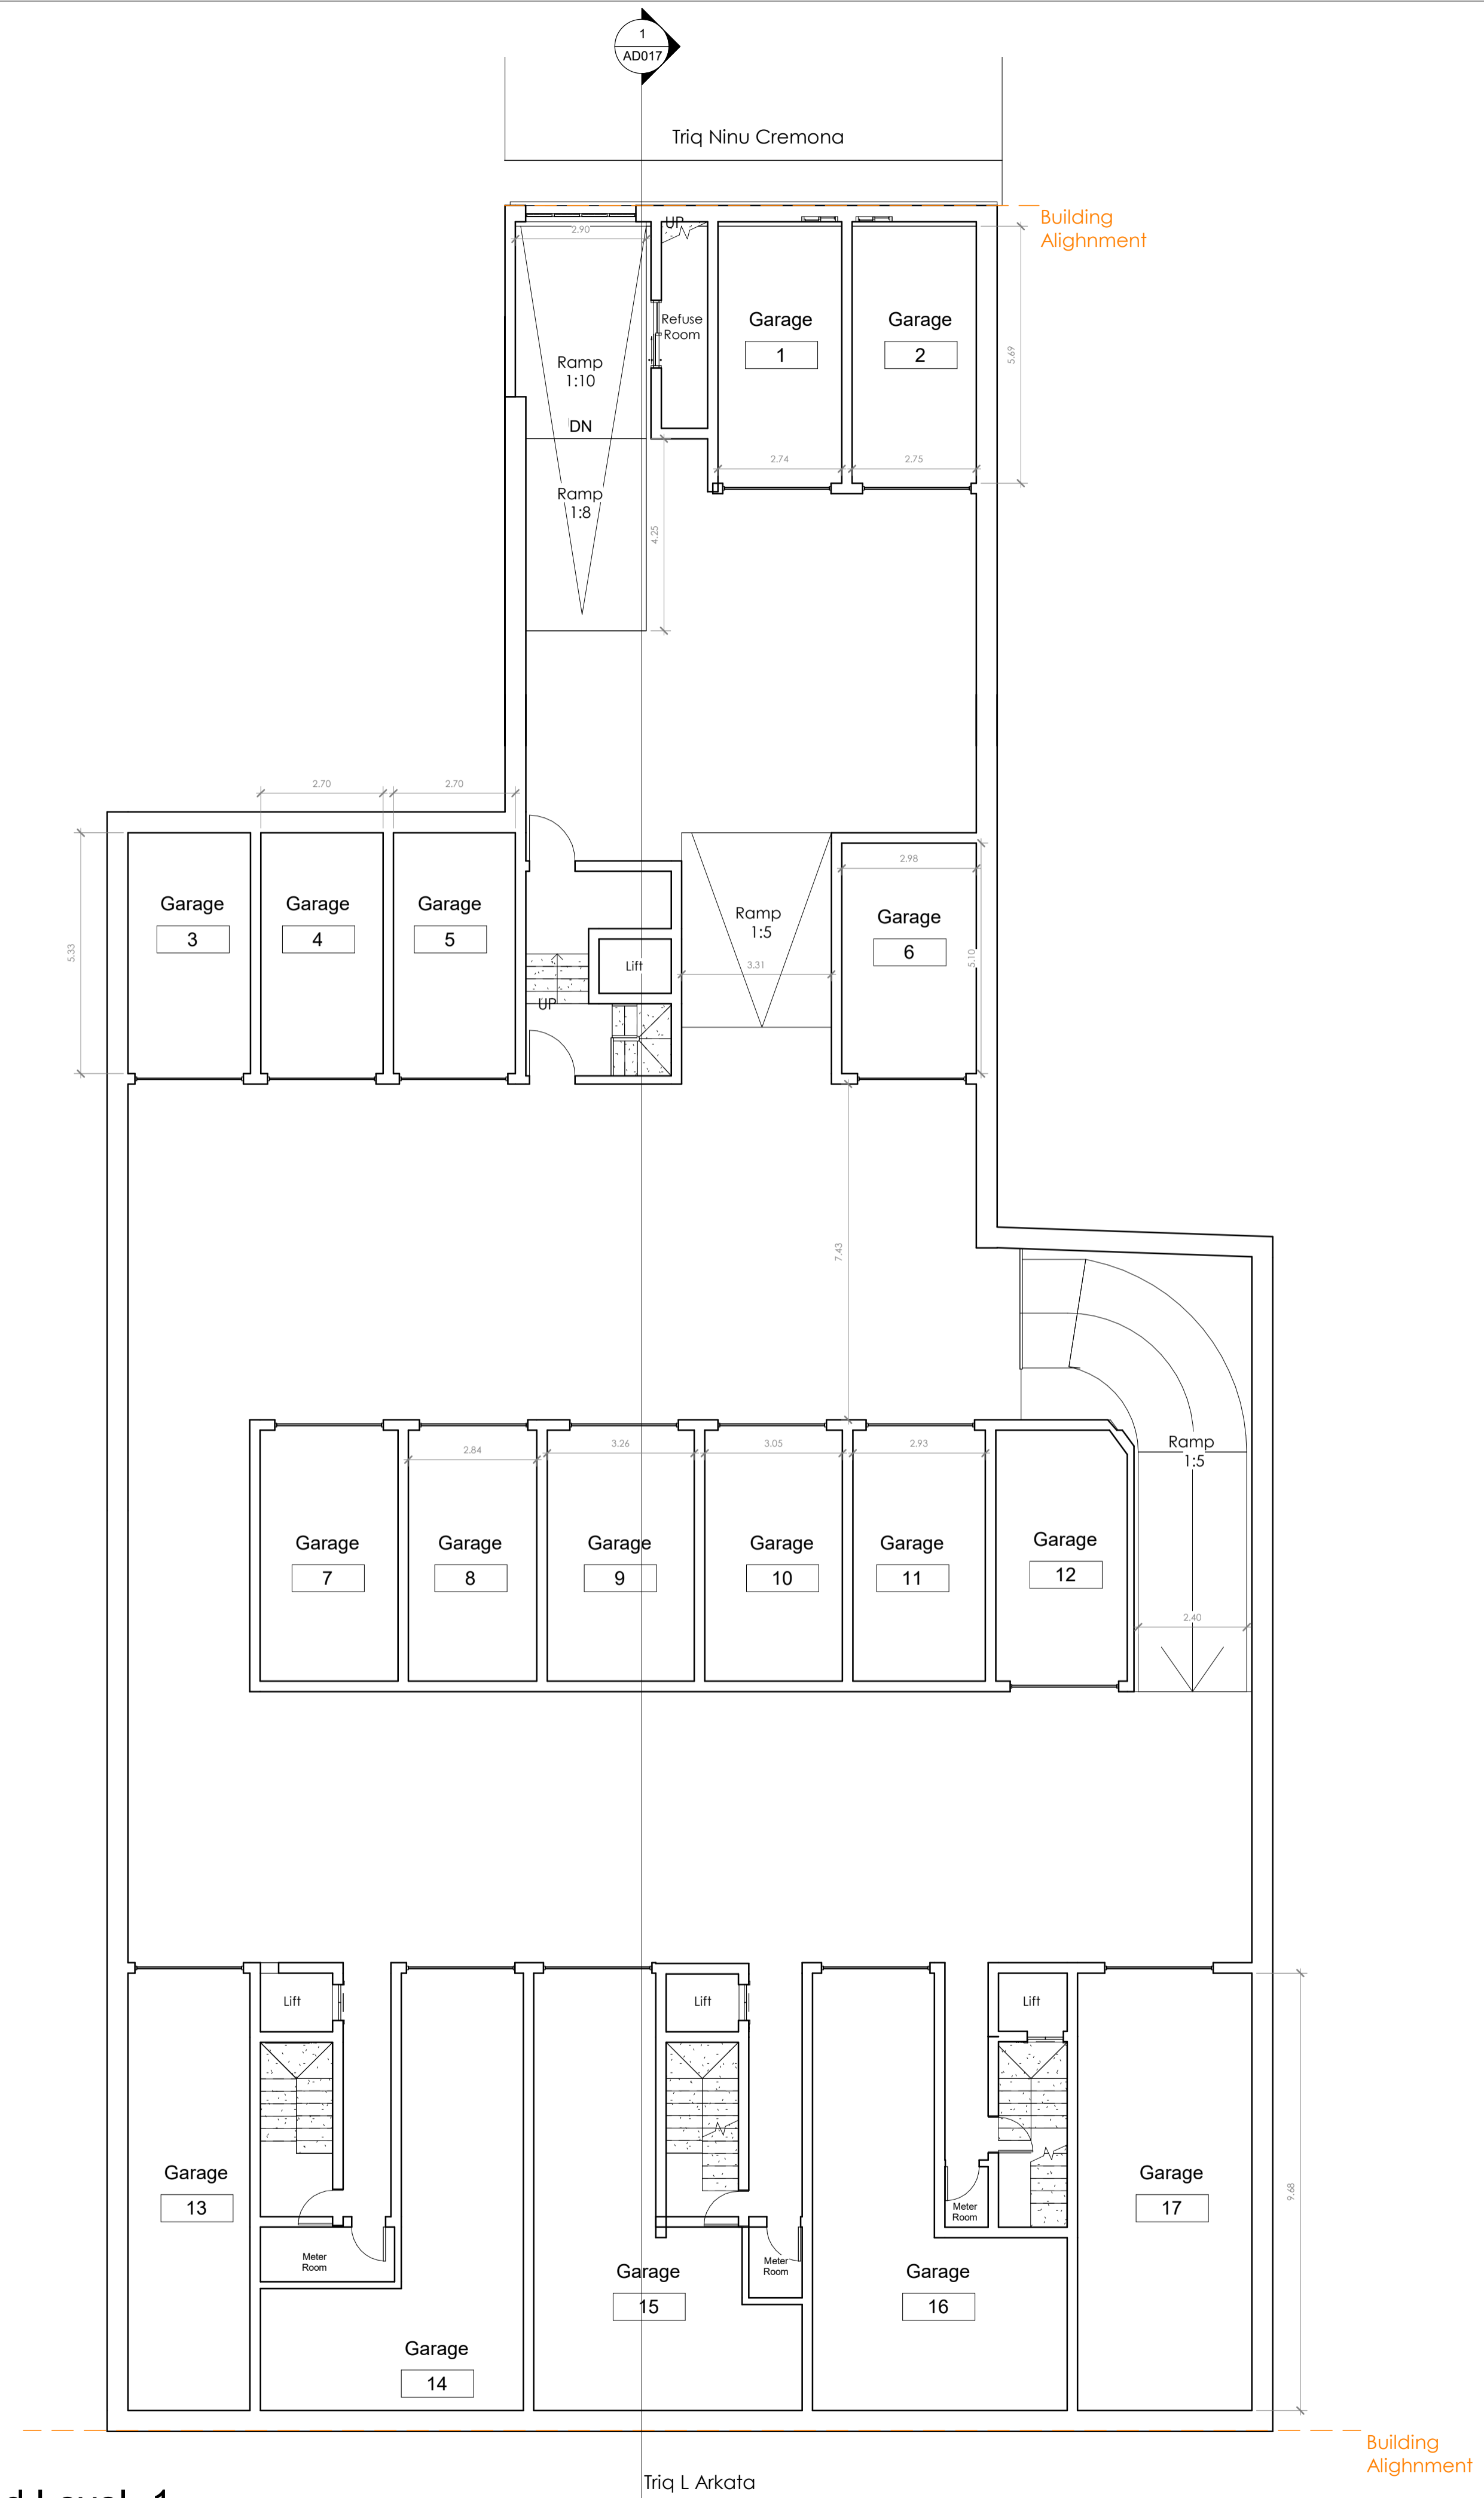 1
AD017
Triq Ninu Cremona
Building
Alighnment
UP
2.90
Refuse
Room
Garage
1
Garage
2
5.69
Ramp
1:10
DN
2.74
2.75
Ramp
1:8
4.25
2.70
2.70
Garage
3
Garage
4
Garage
5
5.33
2.98
Ramp
1:5
Garage
6
5.10
Lift
3.31
UP
7.43
Ramp
1:5
2.84
3.26
3.05
2.93
Garage
7
Garage
8
Garage
9
Garage
10
Garage
11
Garage
12
2.40
Lift
Lift
Lift
Garage
13
Meter
Room
Garage
17
9.68
Meter
Room
Meter
Room
Garage
15
Garage
16
Garage
14
Building
Alighnment
Triq L Arkata